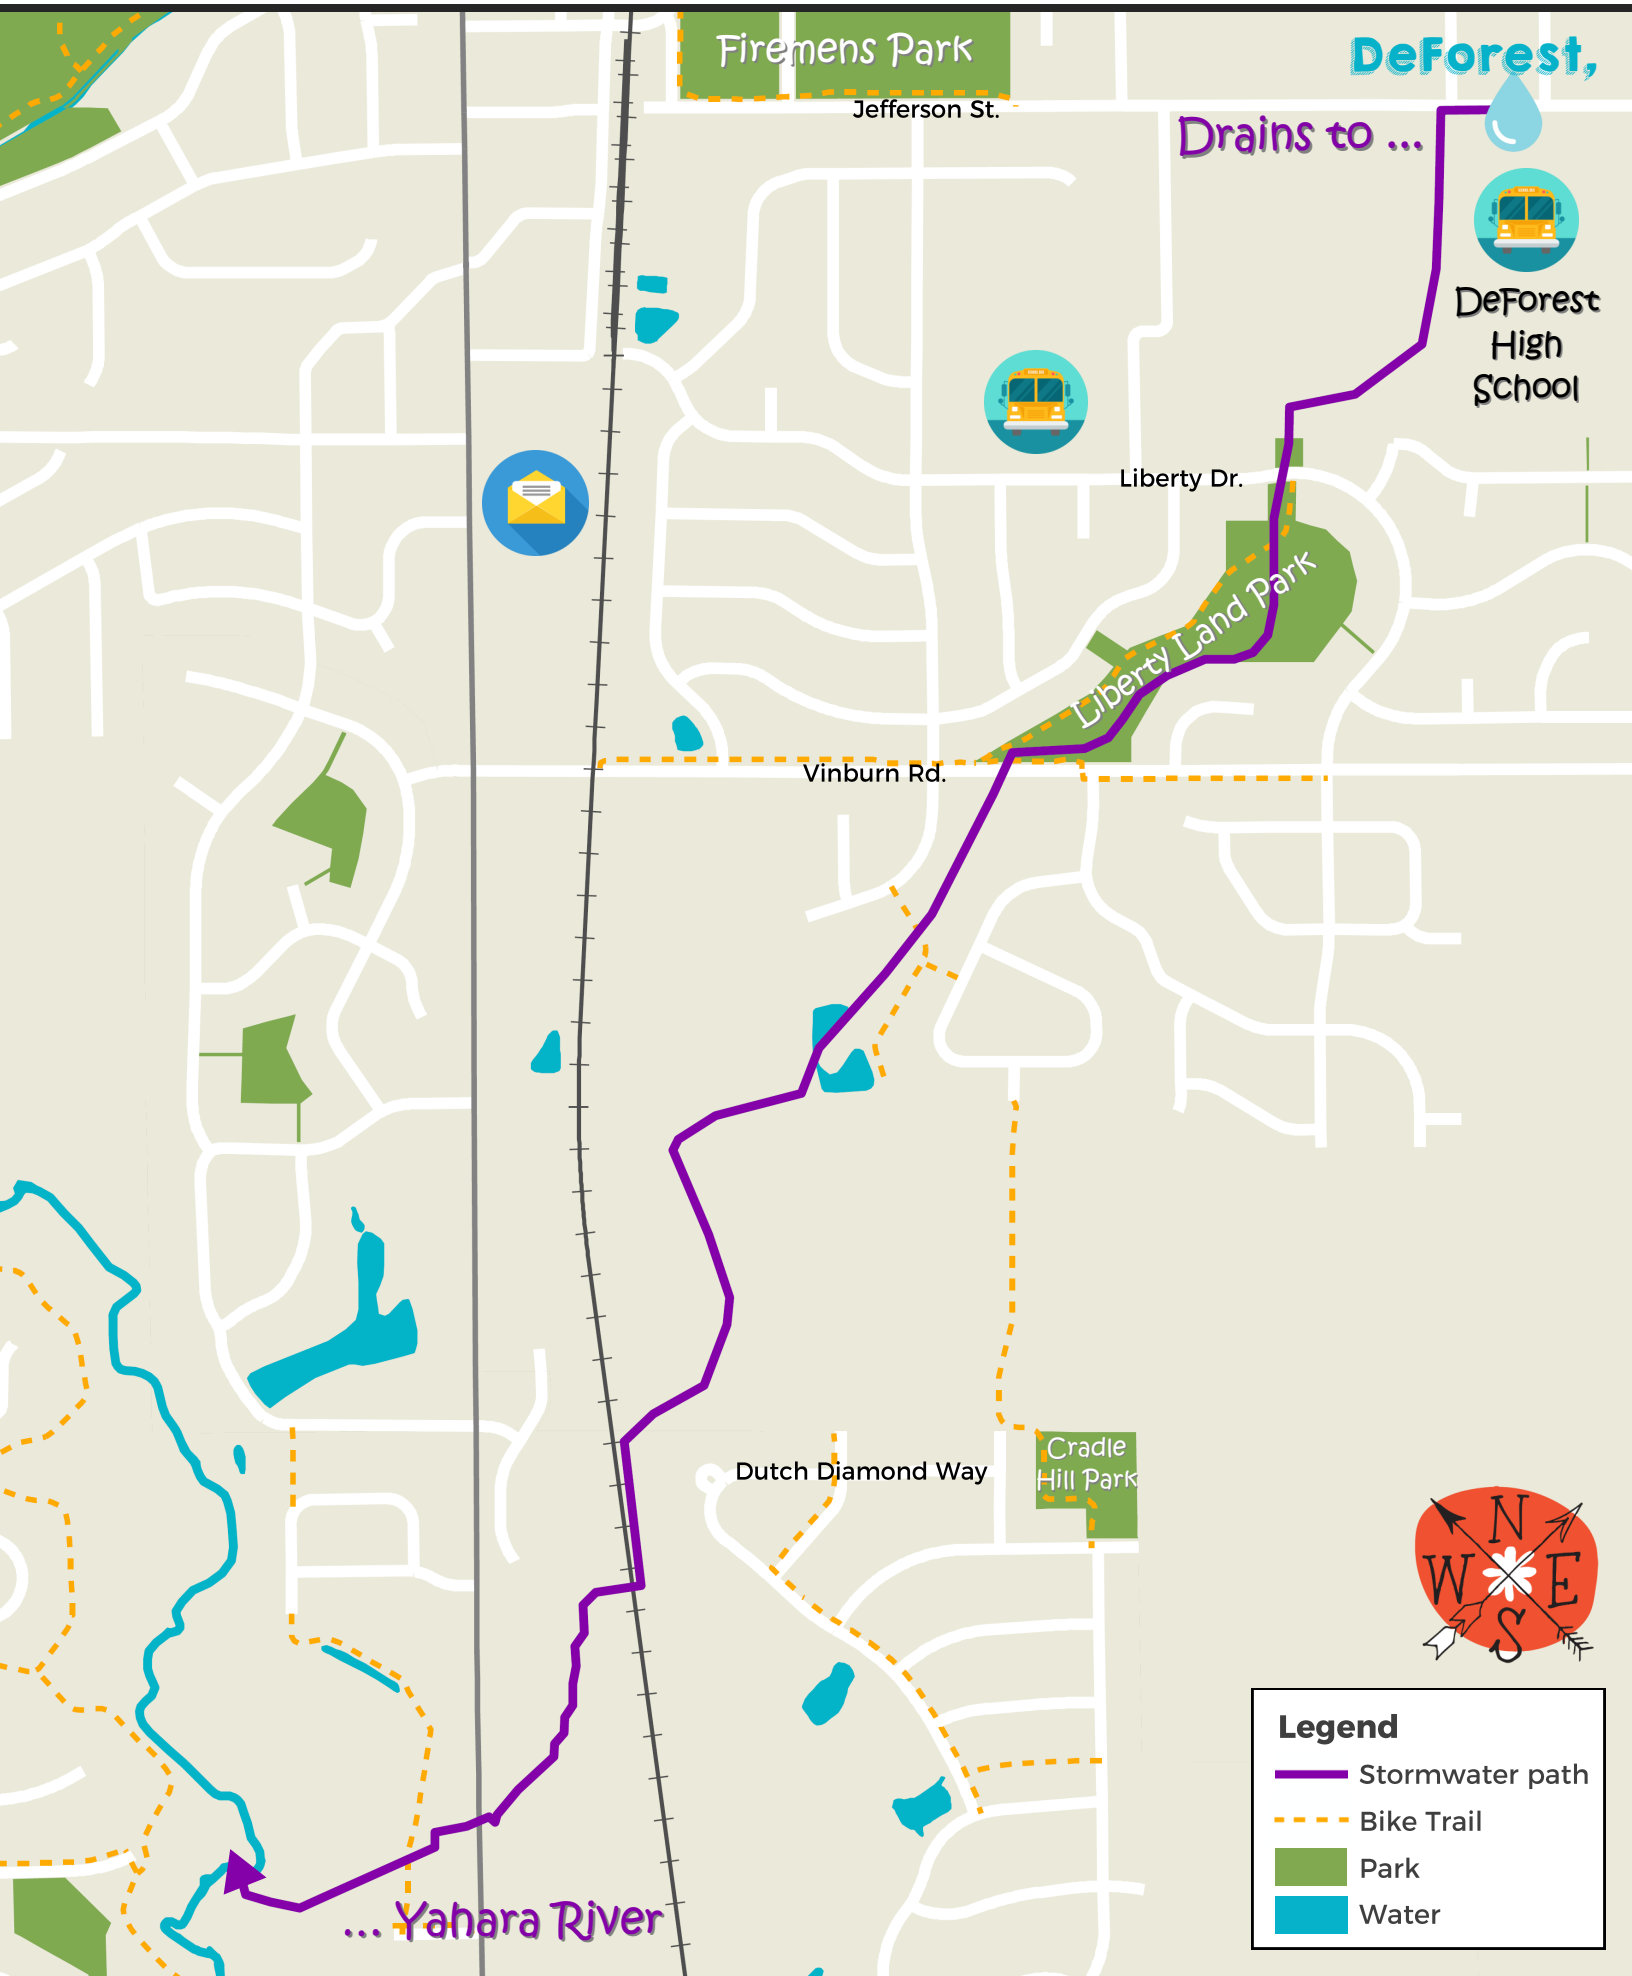 Firemens Park
DeForest,
Jefferson St.
Drains to ...
DeForest
High
School
Liberty Dr.
Liberty Land Park
Vinburn Rd.
Cradle
Hill Park
Dutch Diamond Way
N
W
E
S
Legend
Stormwater path
Bike Trail
Park
Water
... Yahara River